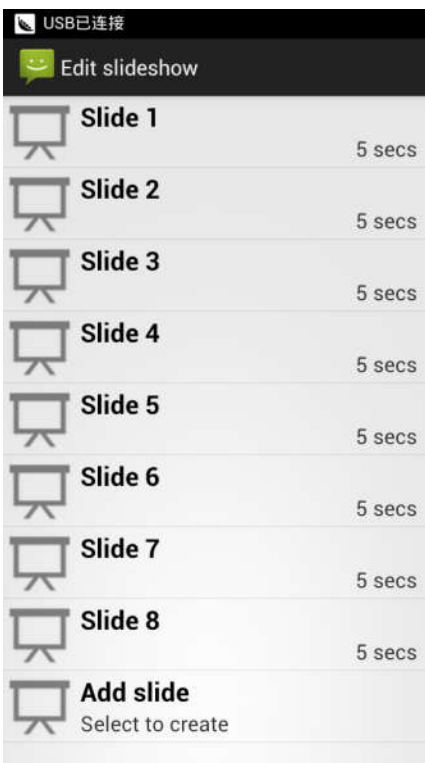 USB已连接
Edit slideshow
Slide 1
5 secs
Slide 2
5 secs
Slide 3
5 secs
Slide 4
5 secs
Slide 5
5 secs
Slide 6
5 secs
Slide 7
5 secs
Slide 8
5 secs
Add slide
Select to create